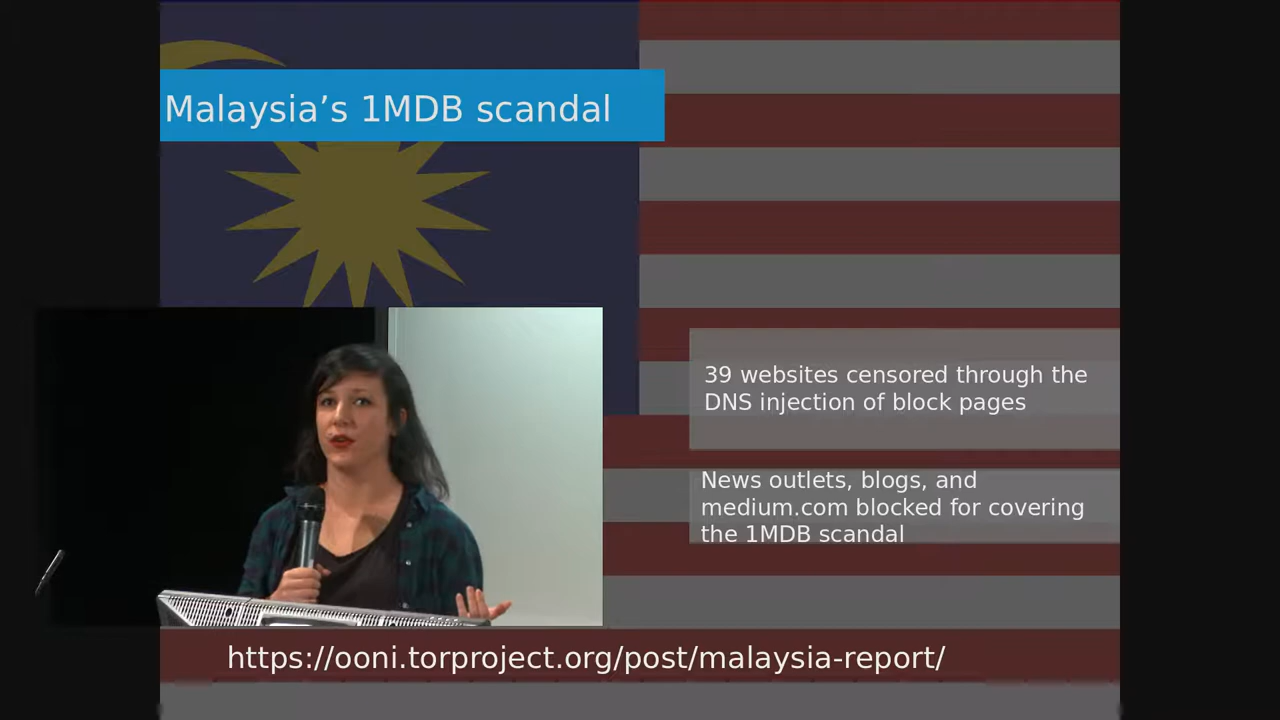 Malaysia’s 1MDB scandal
39 websites censored through the
DNS injection of block pages
News outlets, blogs, and
medium.com blocked for covering
the 1MDB scandal
https://ooni.torproject.org/post/malaysia-report/